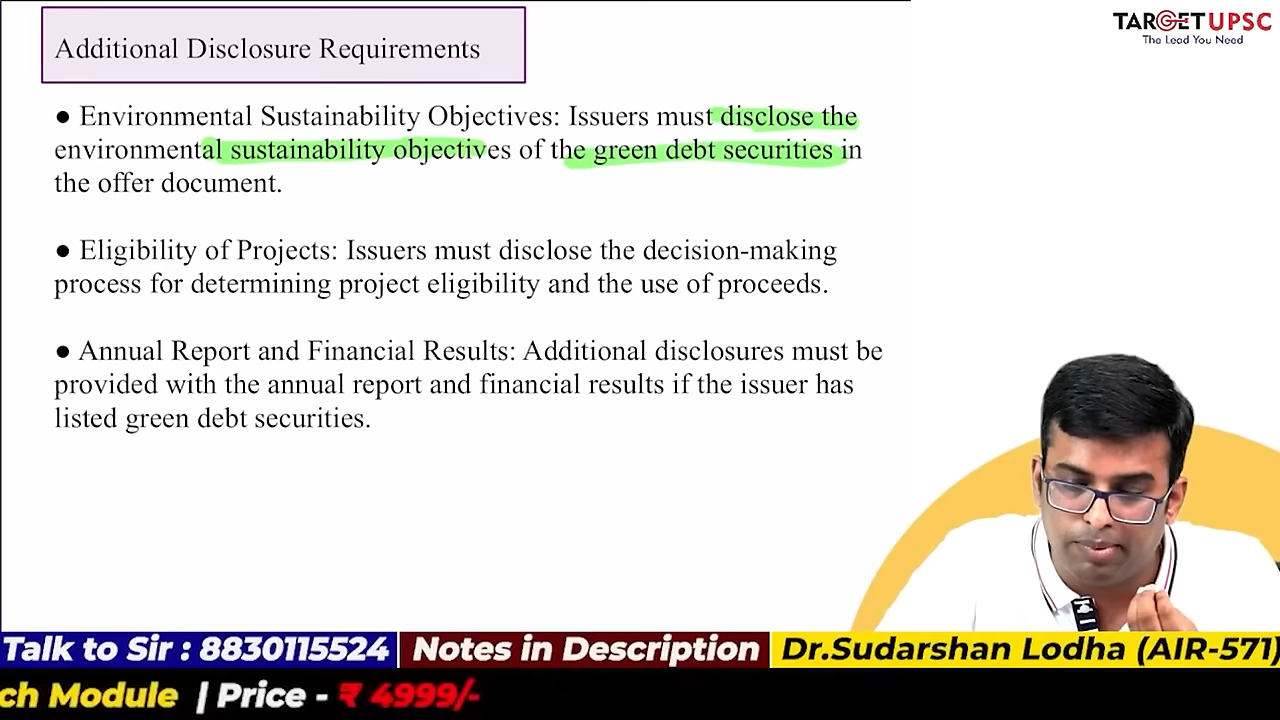 Additional Disclosure Requirements
TARGET UPSC
The Lead You Need
● Environmental Sustainability Objectives: Issuers must disclose the
environmental sustainability objectives of the green debt securities in
the offer document.
● Eligibility of Projects: Issuers must disclose the decision-making
process for determining project eligibility and the use of proceeds.
● Annual Report and Financial Results: Additional disclosures must be
provided with the annual report and financial results if the issuer has
listed green debt securities.
Talk to Sir : 8830115524 Notes in Description Dr.Sudarshan Lodha (AIR-571)
ch Module | Price - ₹ 4999/-